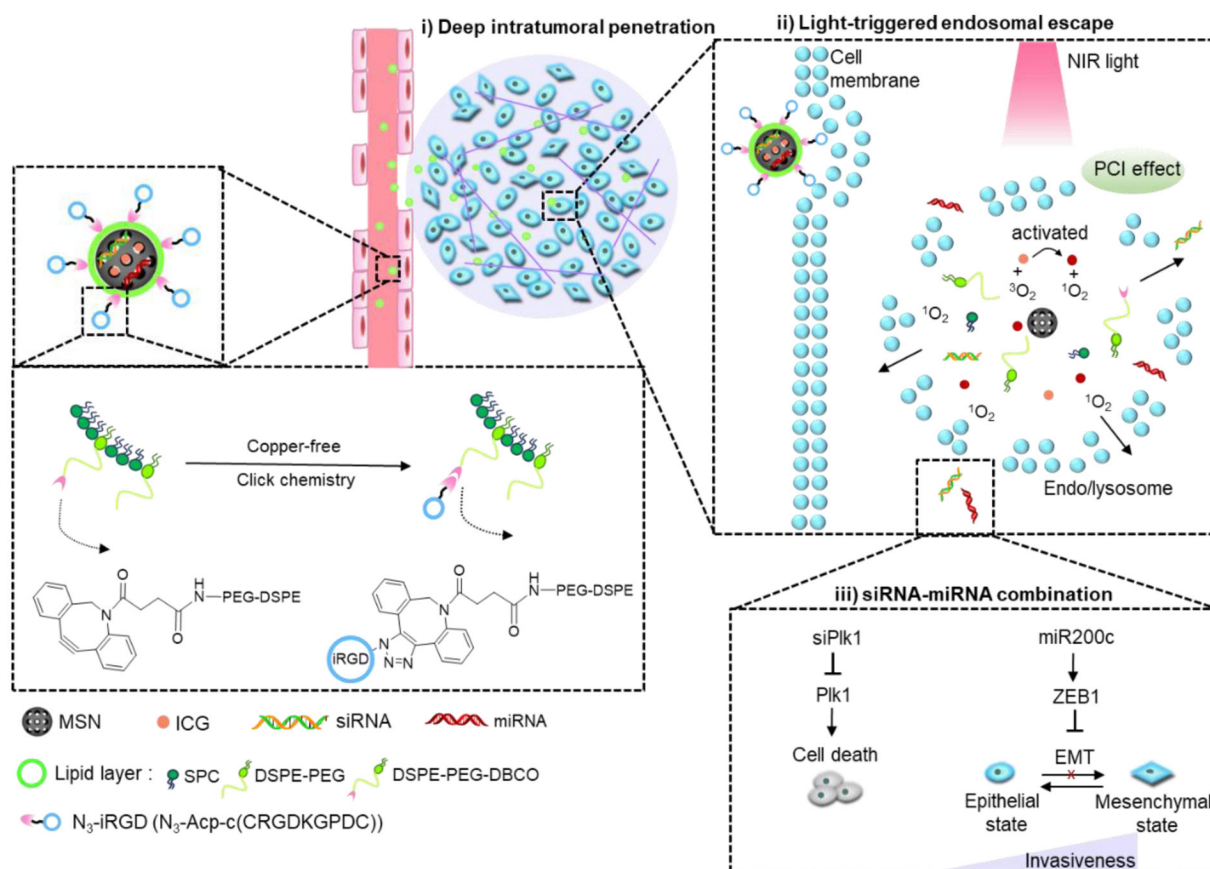 i) Deep intratumoral penetration
ii) Light-triggered endosomal escape
Cell
membrane
NIR light
PCI effect
activated
+
³O₂
+
¹O₂
¹O₂
¹O₂
¹O₂
Endo/lysosome
Copper-free
Click chemistry
O
N
O
H
N
PEG-DSPE
O
N
O
H
N
PEG-DSPE
iRGD
N
N=N
iii) siRNA-miRNA combination
siPlk1
Plk1
Cell death
miR200c
ZEB1
EMT
x
Epithelial
state
Mesenchymal
state
Invasiveness
MSN
ICG
siRNA
miRNA
Lipid layer :
SPC
DSPE-PEG
DSPE-PEG-DBCO
N₃-iRGD (N₃-Acp-c(CRGDKGPDC))